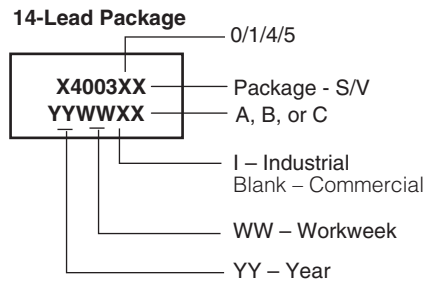 14-Lead Package
0/1/4/5
X4003XX
Package - S/V
YYWWXX
A, B, or C
I – Industrial
Blank – Commercial
WW – Workweek
YY – Year